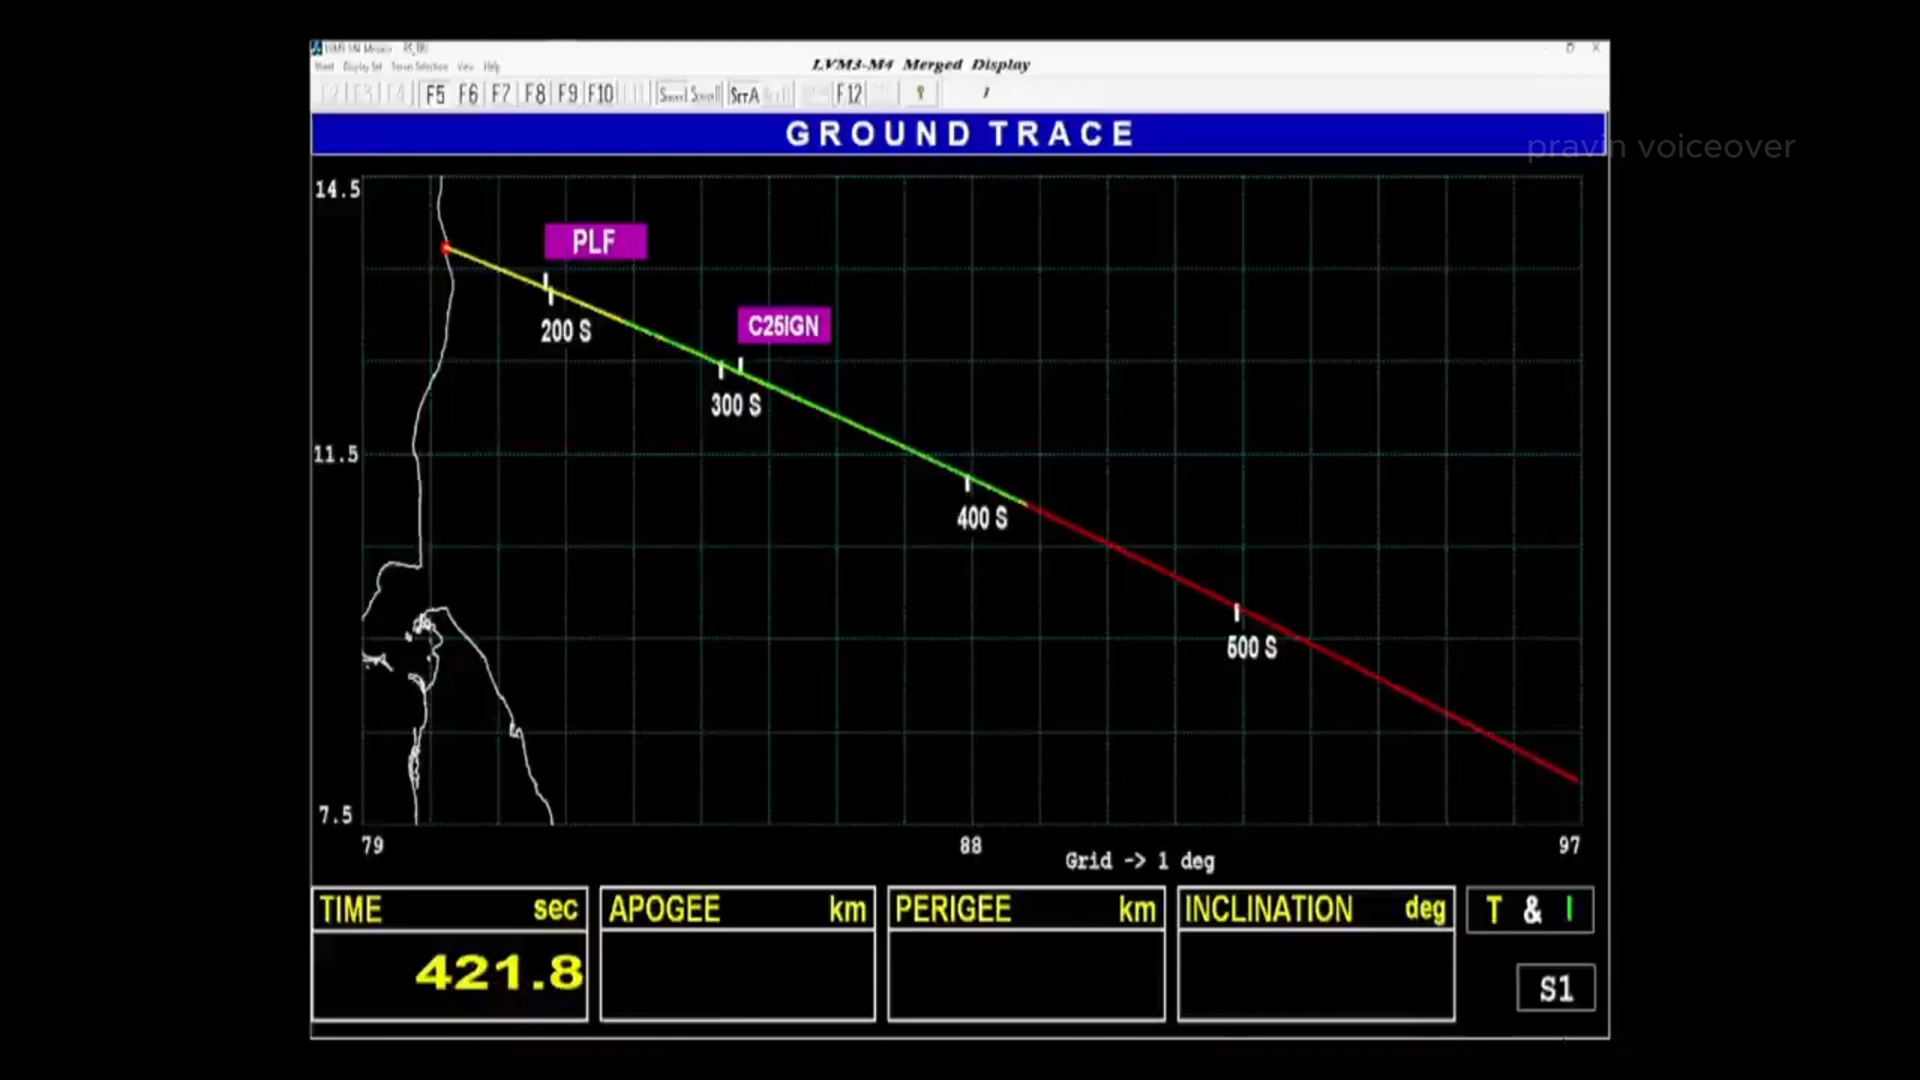 LVM3-M4 Merged Display
View Help
F5 F6 F7 F8 F9 F10 F12
GROUND TRACE
pravin voiceover
14.5
PLF
200 S
C25IGN
300 S
11.5
400 S
500 S
7.5
79 88 97
Grid -> 1 deg
TIME sec APOGEE km PERIGEE km INCLINATION deg T & I
421.8
S1